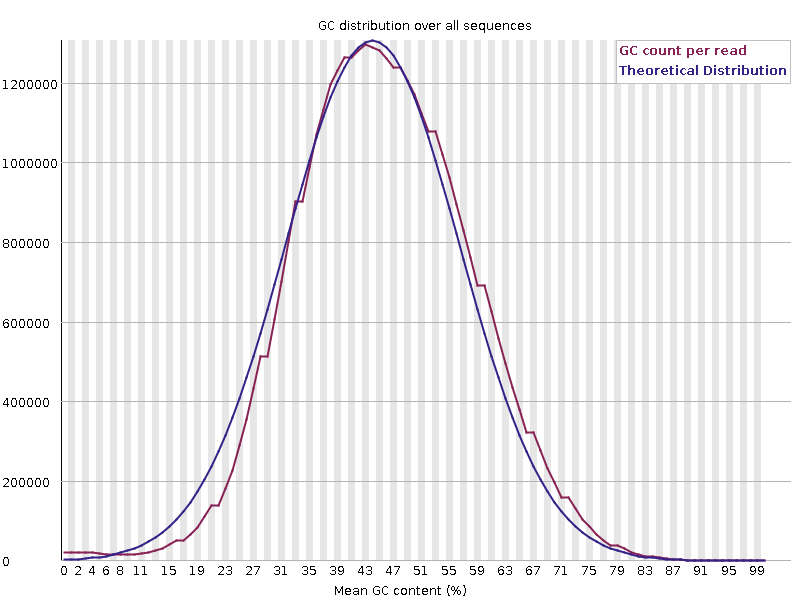 GC distribution over all sequences
GC count per read
Theoretical Distribution
1200000
1000000
800000
600000
400000
200000
0
0 2 4 6 8 11 15 19 23 27 31 35 39 43 47 51 55 59 63 67 71 75 79 83 87 91 95 99
Mean GC content (%)